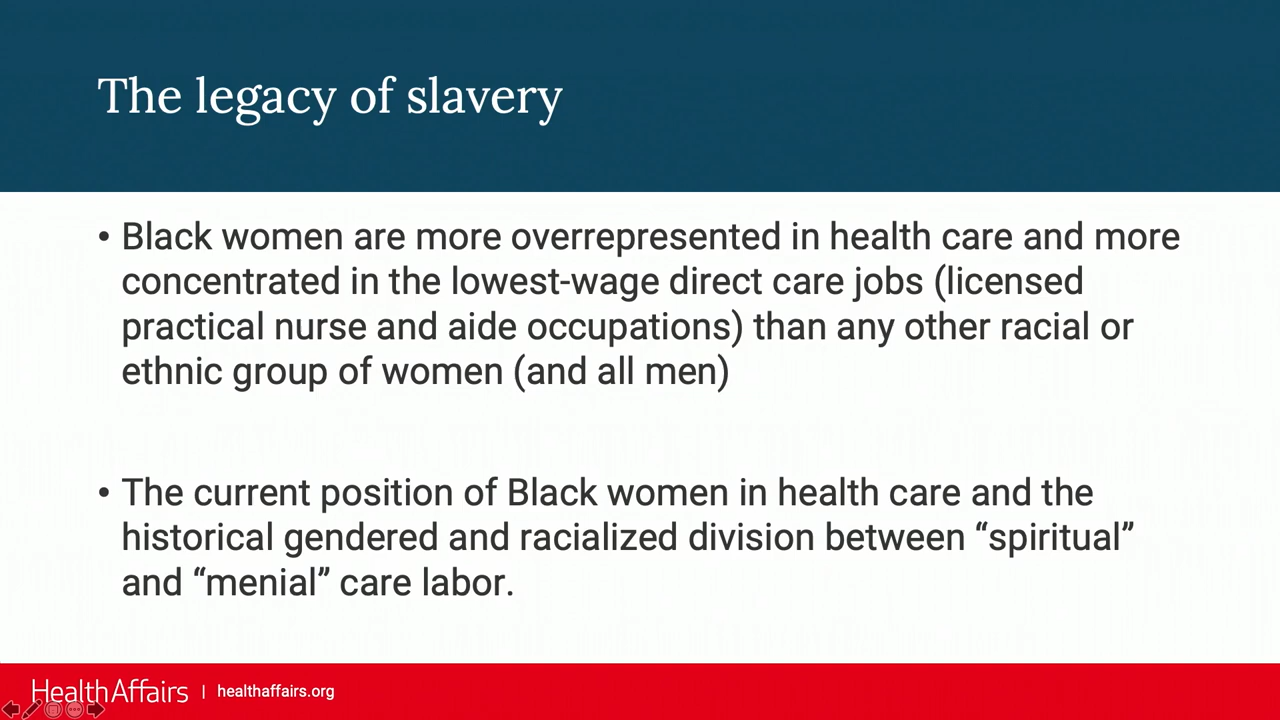 The legacy of slavery
• Black women are more overrepresented in health care and more
concentrated in the lowest-wage direct care jobs (licensed
practical nurse and aide occupations) than any other racial or
ethnic group of women (and all men)
• The current position of Black women in health care and the
historical gendered and racialized division between “spiritual”
and “menial” care labor.
HealthAffairs | healthaffairs.org